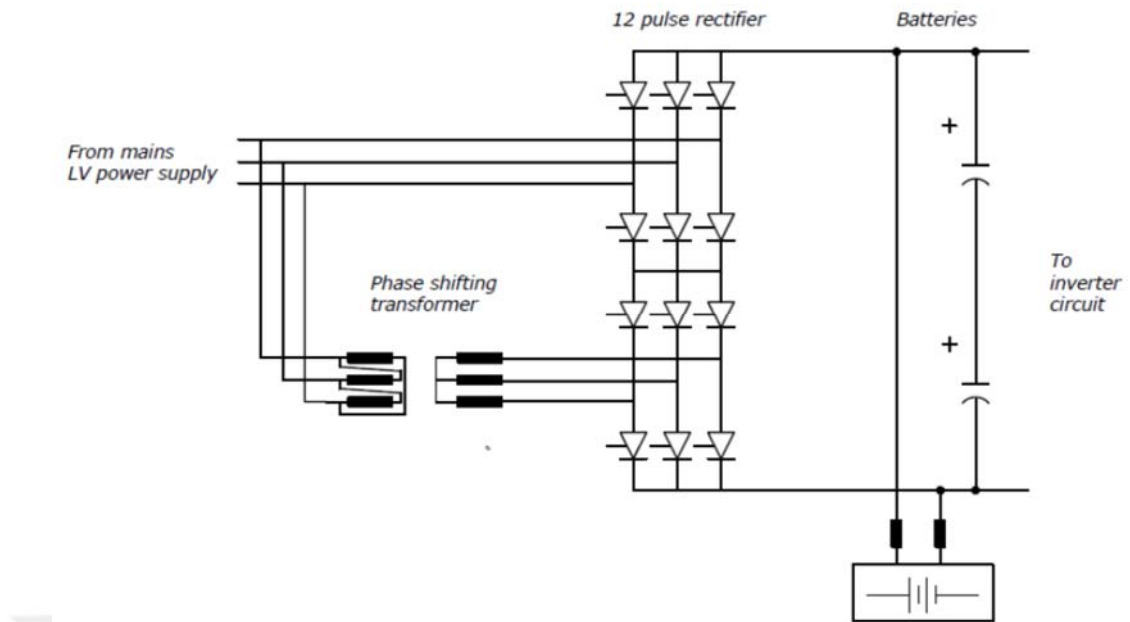 12 pulse rectifier
Batteries
From mains
LV power supply
+
Phase shifting
transformer
To
inverter
circuit
+